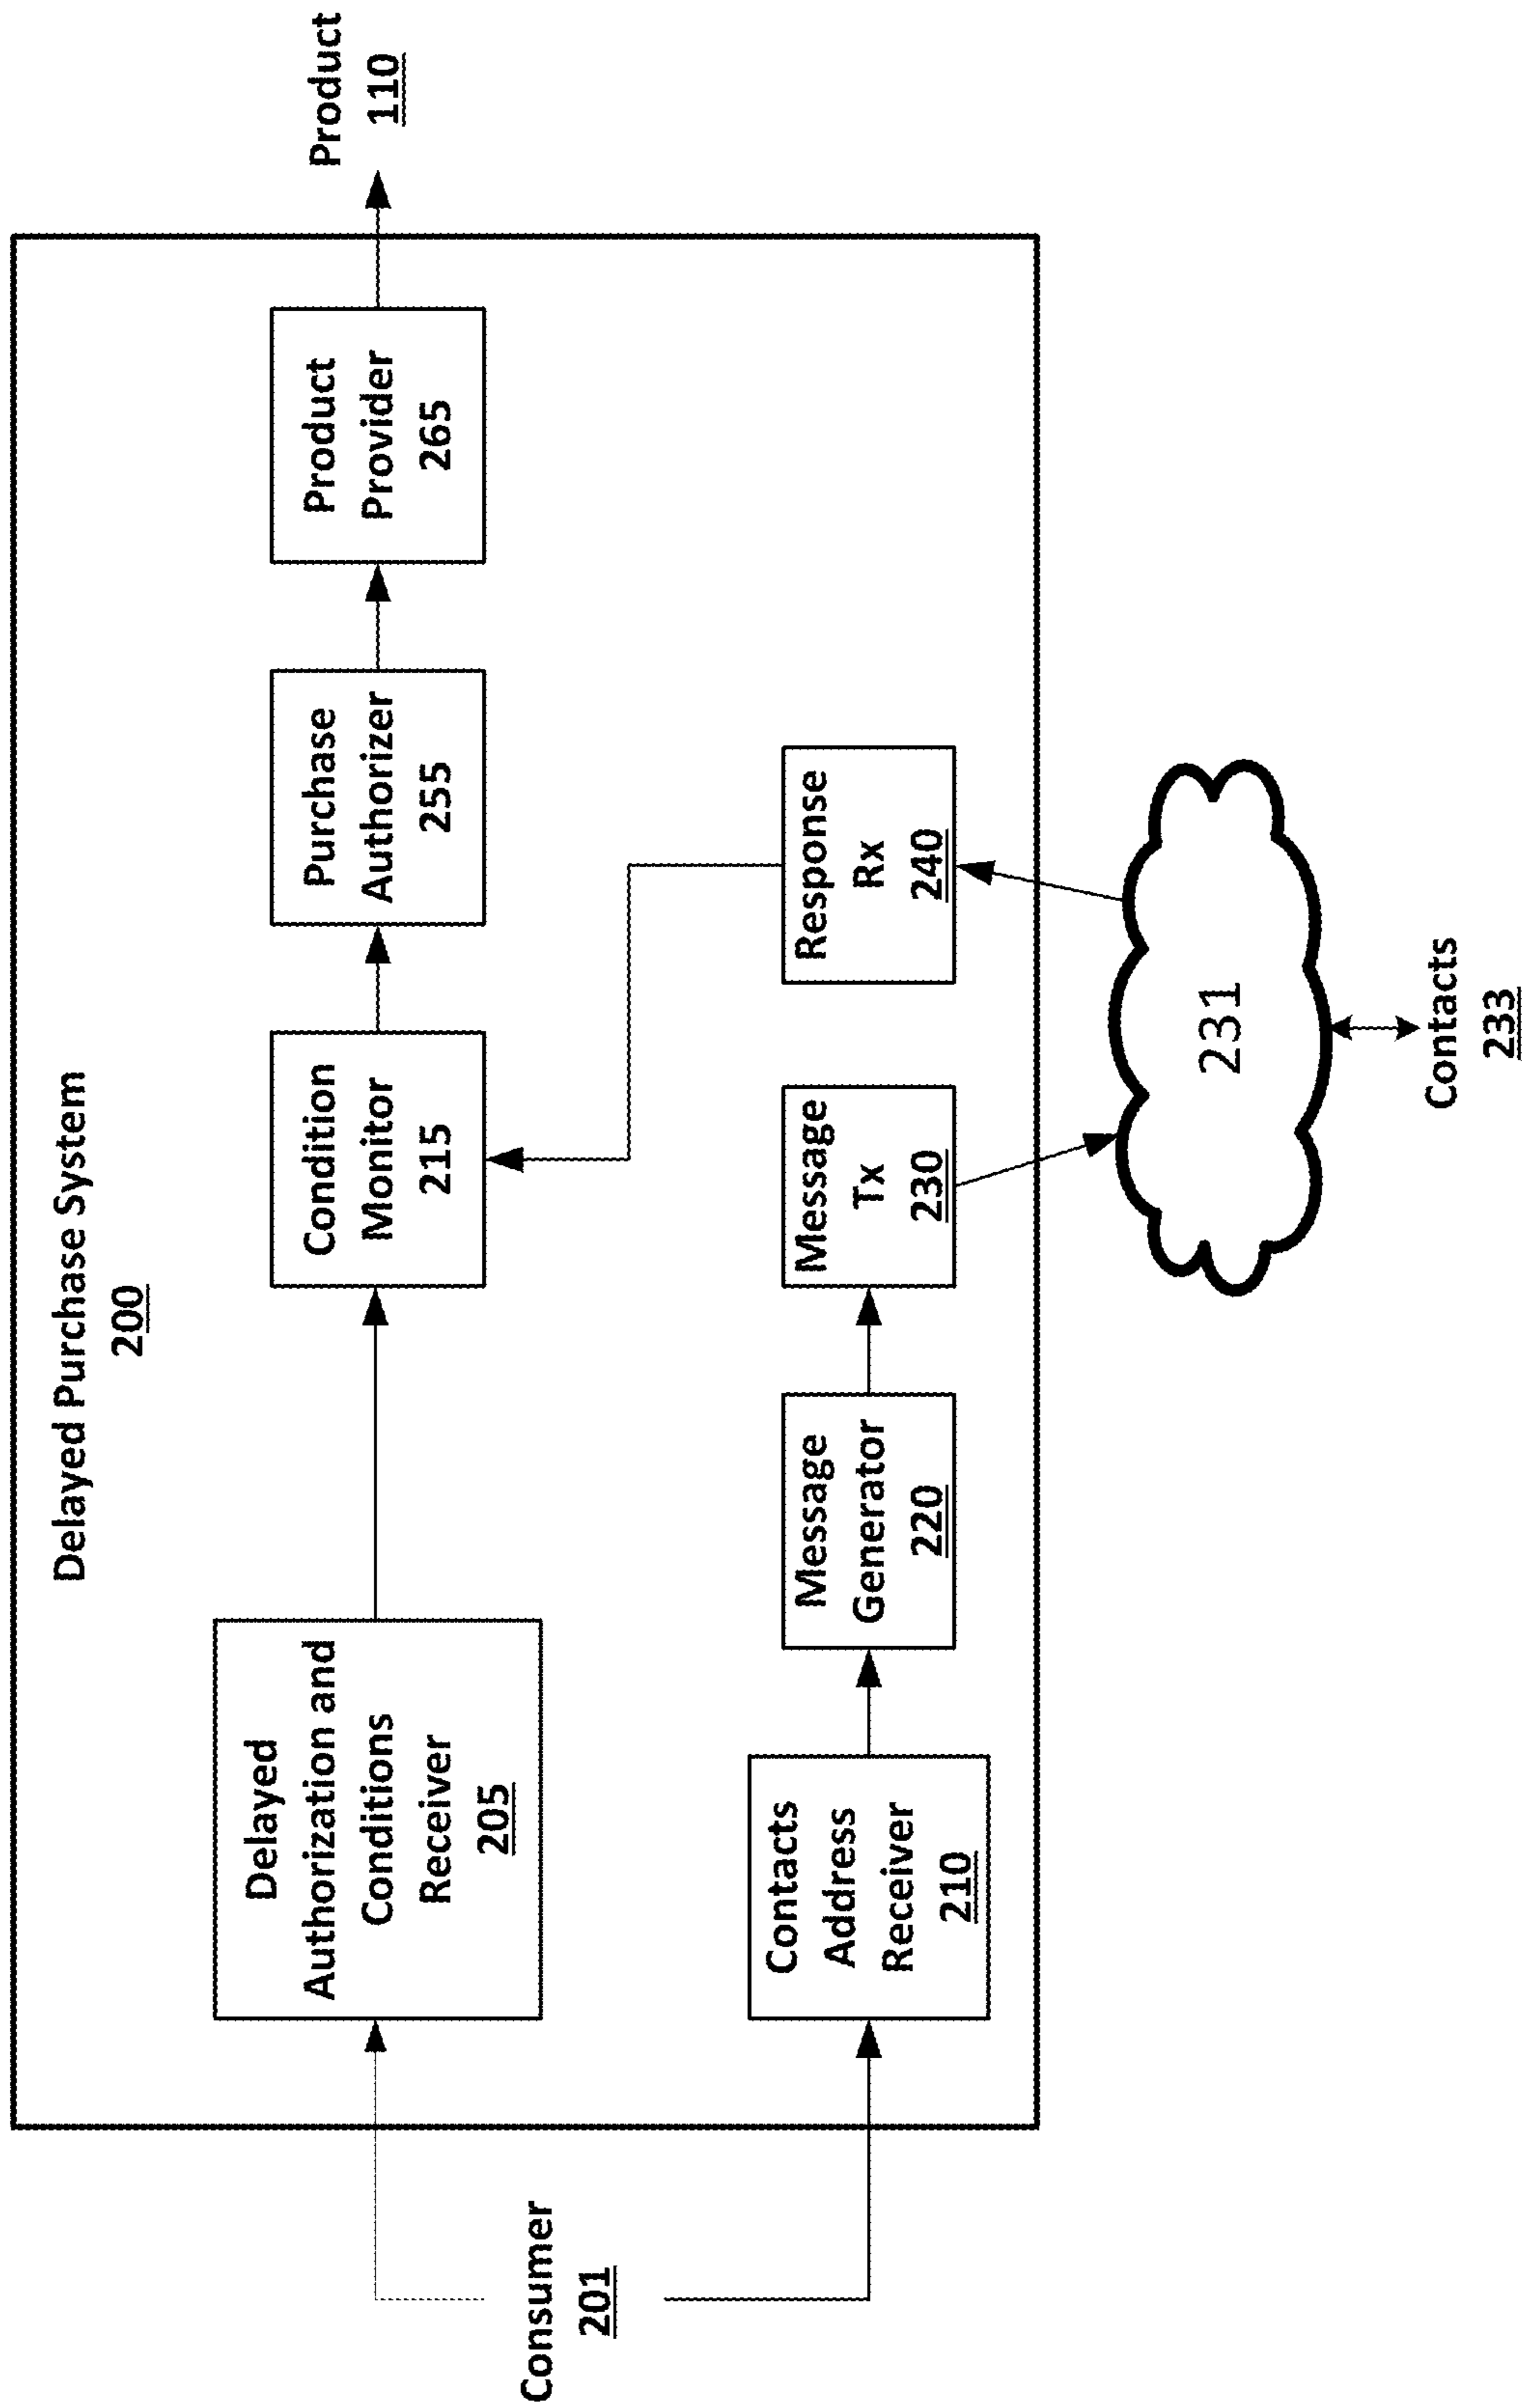 Delayed Purchase System
200
Consumer
201
Delayed
Authorization and
Conditions
Receiver
205
Condition
Monitor
215
Purchase
Authorizer
255
Product
Provider
265
Product
110
Contacts
Address
Receiver
210
Message
Generator
220
Message
Tx
230
Response
Rx
240
231
Contacts
233